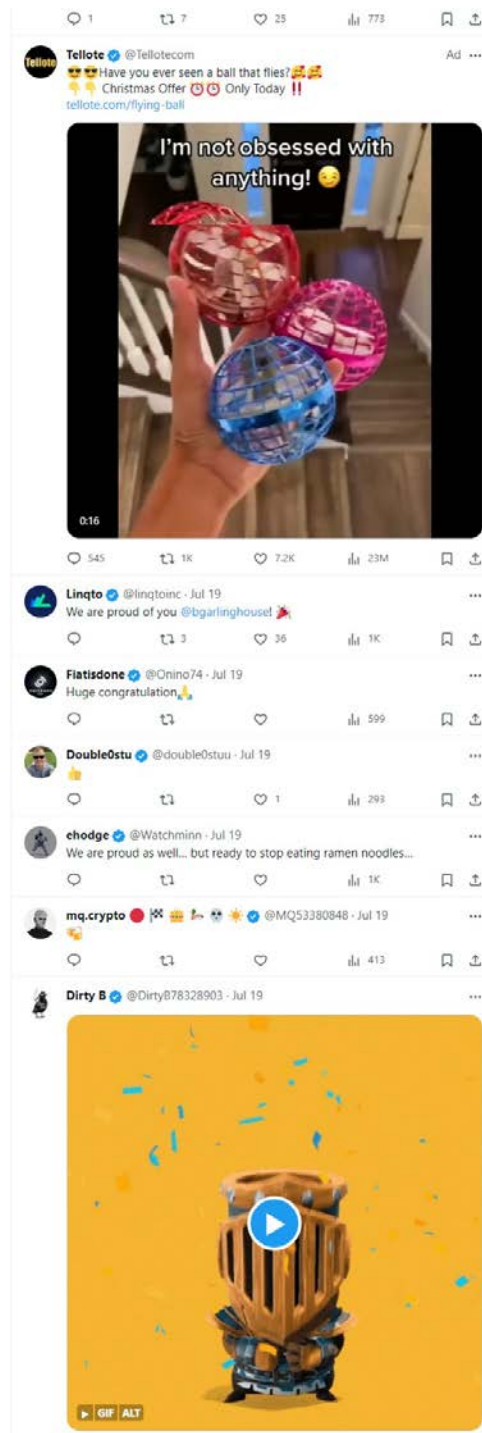 1 7 25 773
Tellote @Tellotecom Ad
Tellote
😎😎Have you ever seen a ball that flies?🥰🥰
👇👇 Christmas Offer ⏰⏰ Only Today ‼️
tellote.com/flying-ball
I'm not obsessed with
anything! 😏
0:16
545 1K 7.2K 23M
Linqto @linqtoinc · Jul 19
We are proud of you @bgarlinghouse! 🎉
3 36 1K
Fiatisdone @Onino74 · Jul 19
Huge congratulation🙏
599
Double0stu @double0stuu · Jul 19
👍
1 293
ehodge @Watchminn · Jul 19
We are proud as well... but ready to stop eating ramen noodles...
1K
mq.crypto @MQ53380848 · Jul 19
413
Dirty B @DirtyB78328903 · Jul 19
GIF ALT